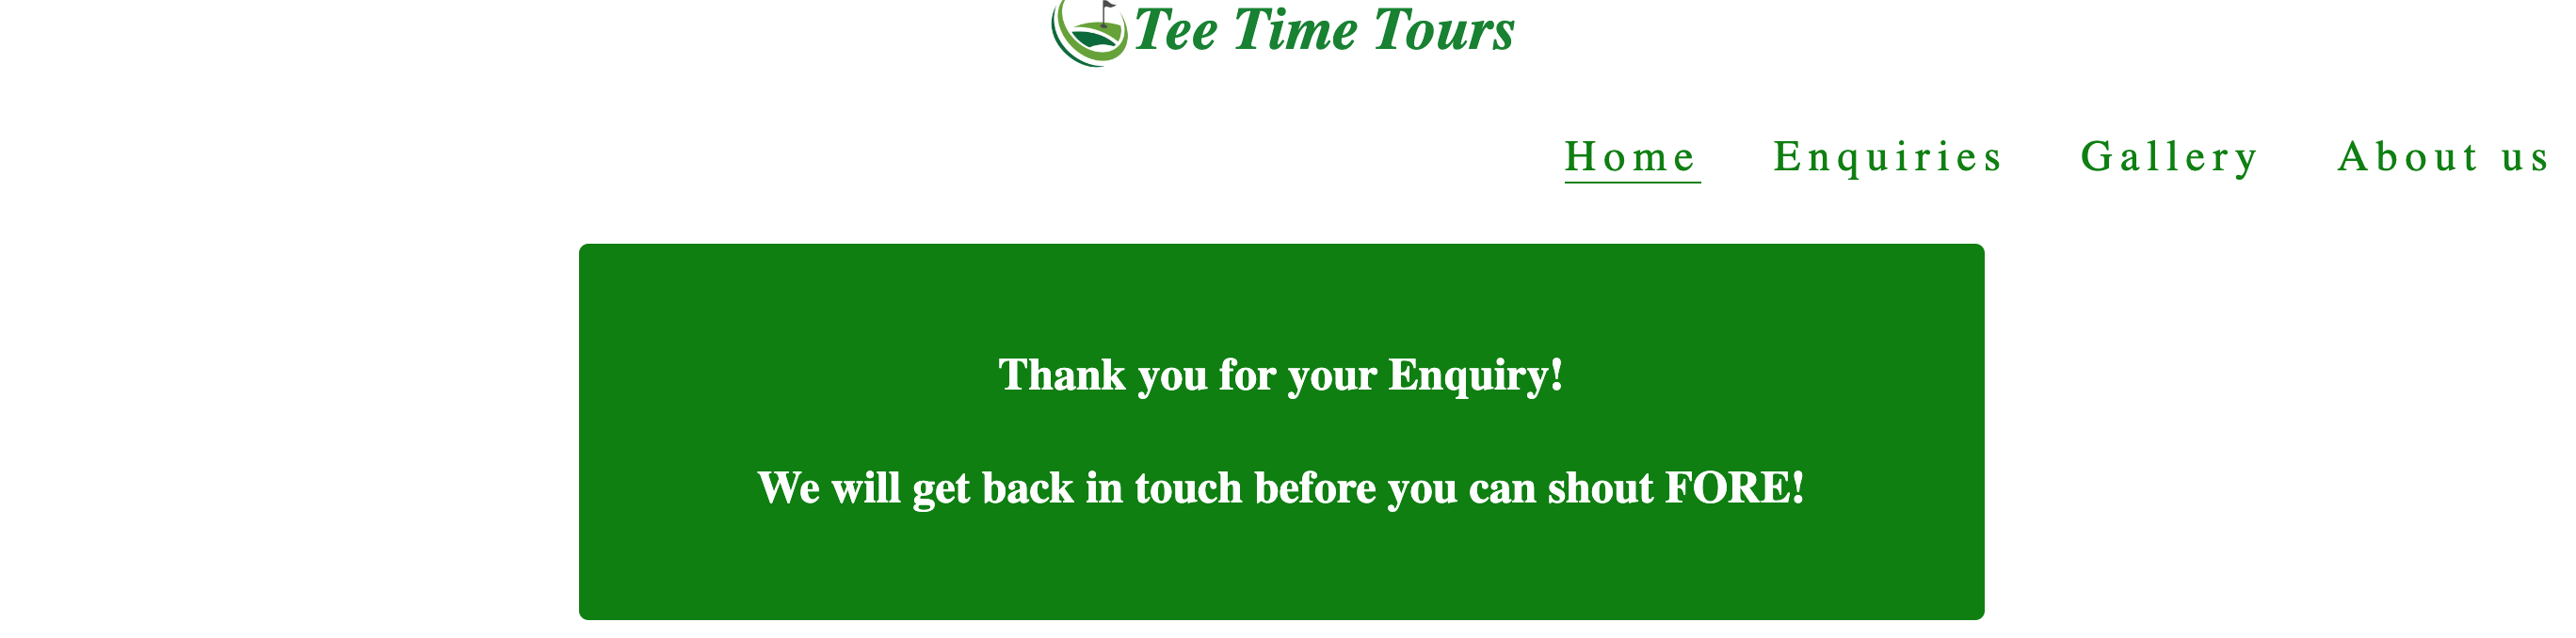 Tee Time Tours
Home Enquiries Gallery About us
Thank you for your Enquiry!
We will get back in touch before you can shout FORE!